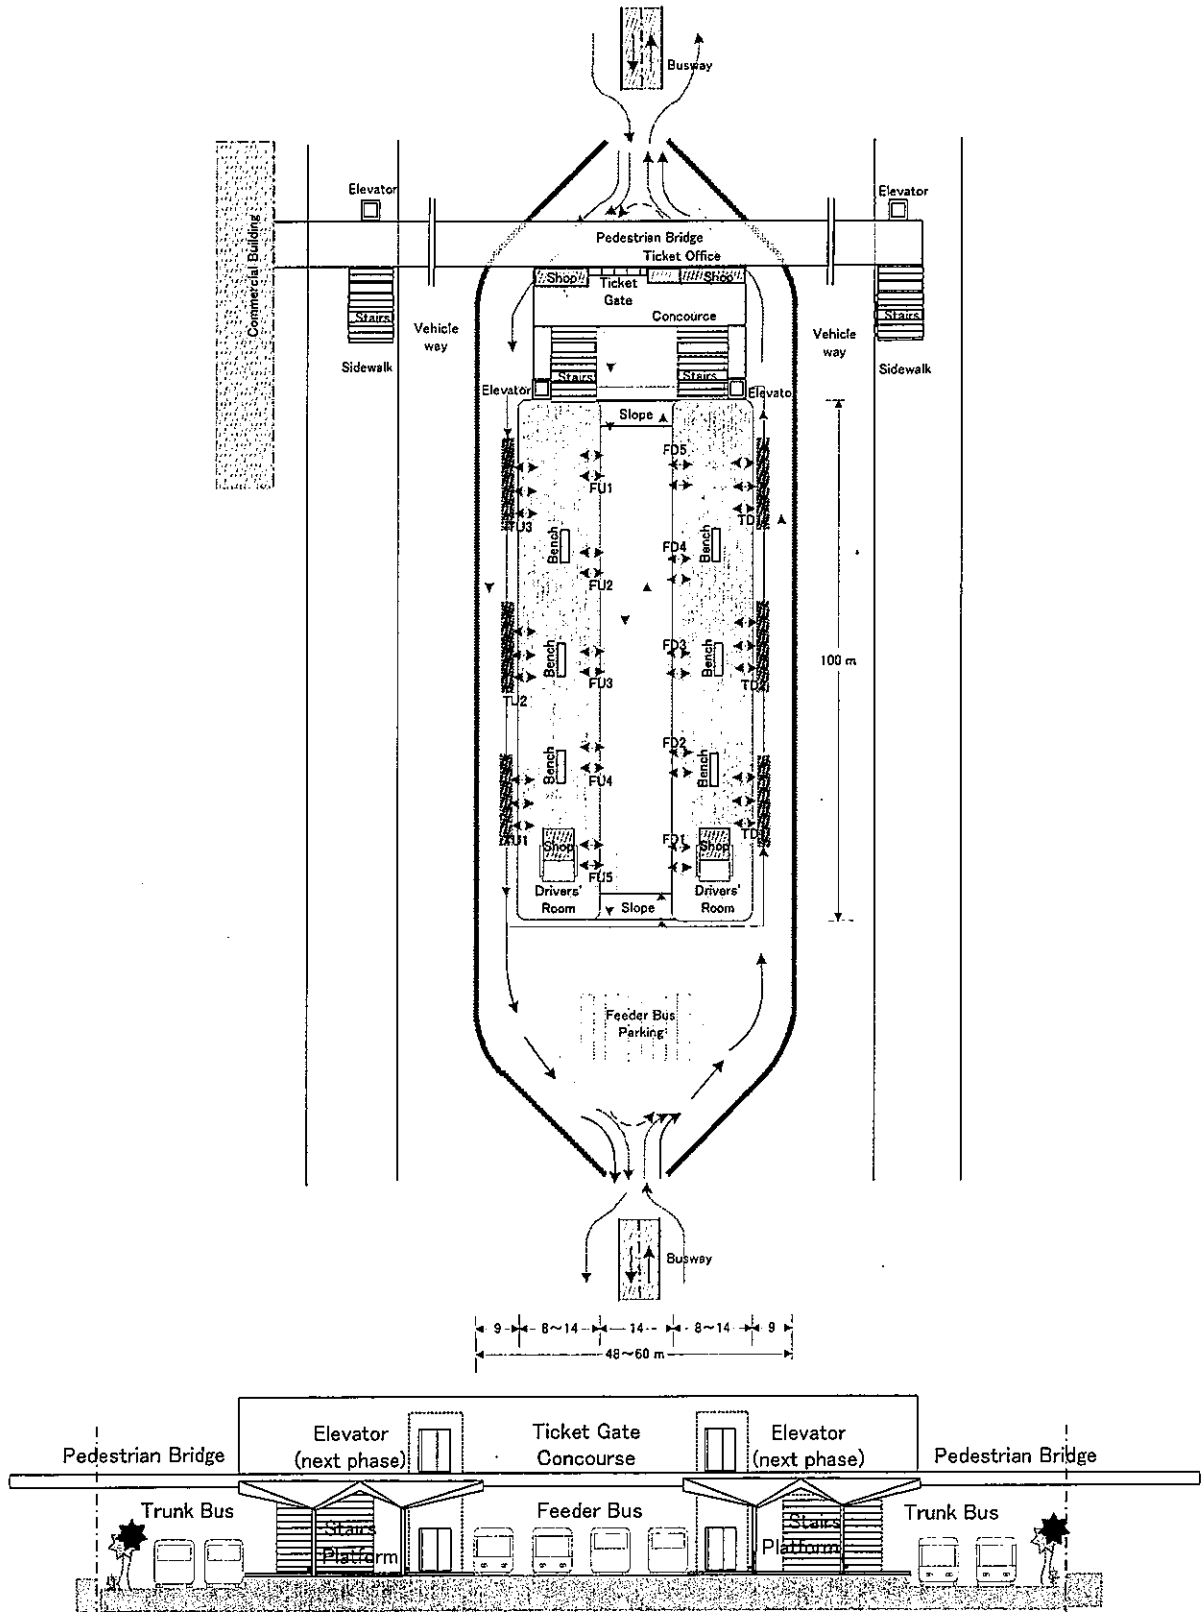 Busway
Elevator
Elevator
Commercial Building
Pedestrian Bridge
Ticket Office
Shop
Ticket
Gate
Shop
Concourse
Stairs
Stairs
Vehicle
way
Vehicle
way
Sidewalk
Sidewalk
Stairs
Stairs
Elevator
Elevato
Slope
FD5
FU1
TU3
TD
Bench
FD4
Bench
FU2
Bench
FD3
Bench
FU3
TU2
TD
100 m
Bench
FD2
Bench
FU4
TU1
Shop
FD1
Shop
TD
FU5
Drivers'
Room
Slope
Drivers'
Room
Feeder Bus
Parking
Busway
9
8~14
14
8~14
9
48~60 m
Pedestrian Bridge
Elevator
(next phase)
Ticket Gate
Concourse
Elevator
(next phase)
Pedestrian Bridge
Trunk Bus
Stairs
Platform
Feeder Bus
Stairs
Platform
Trunk Bus